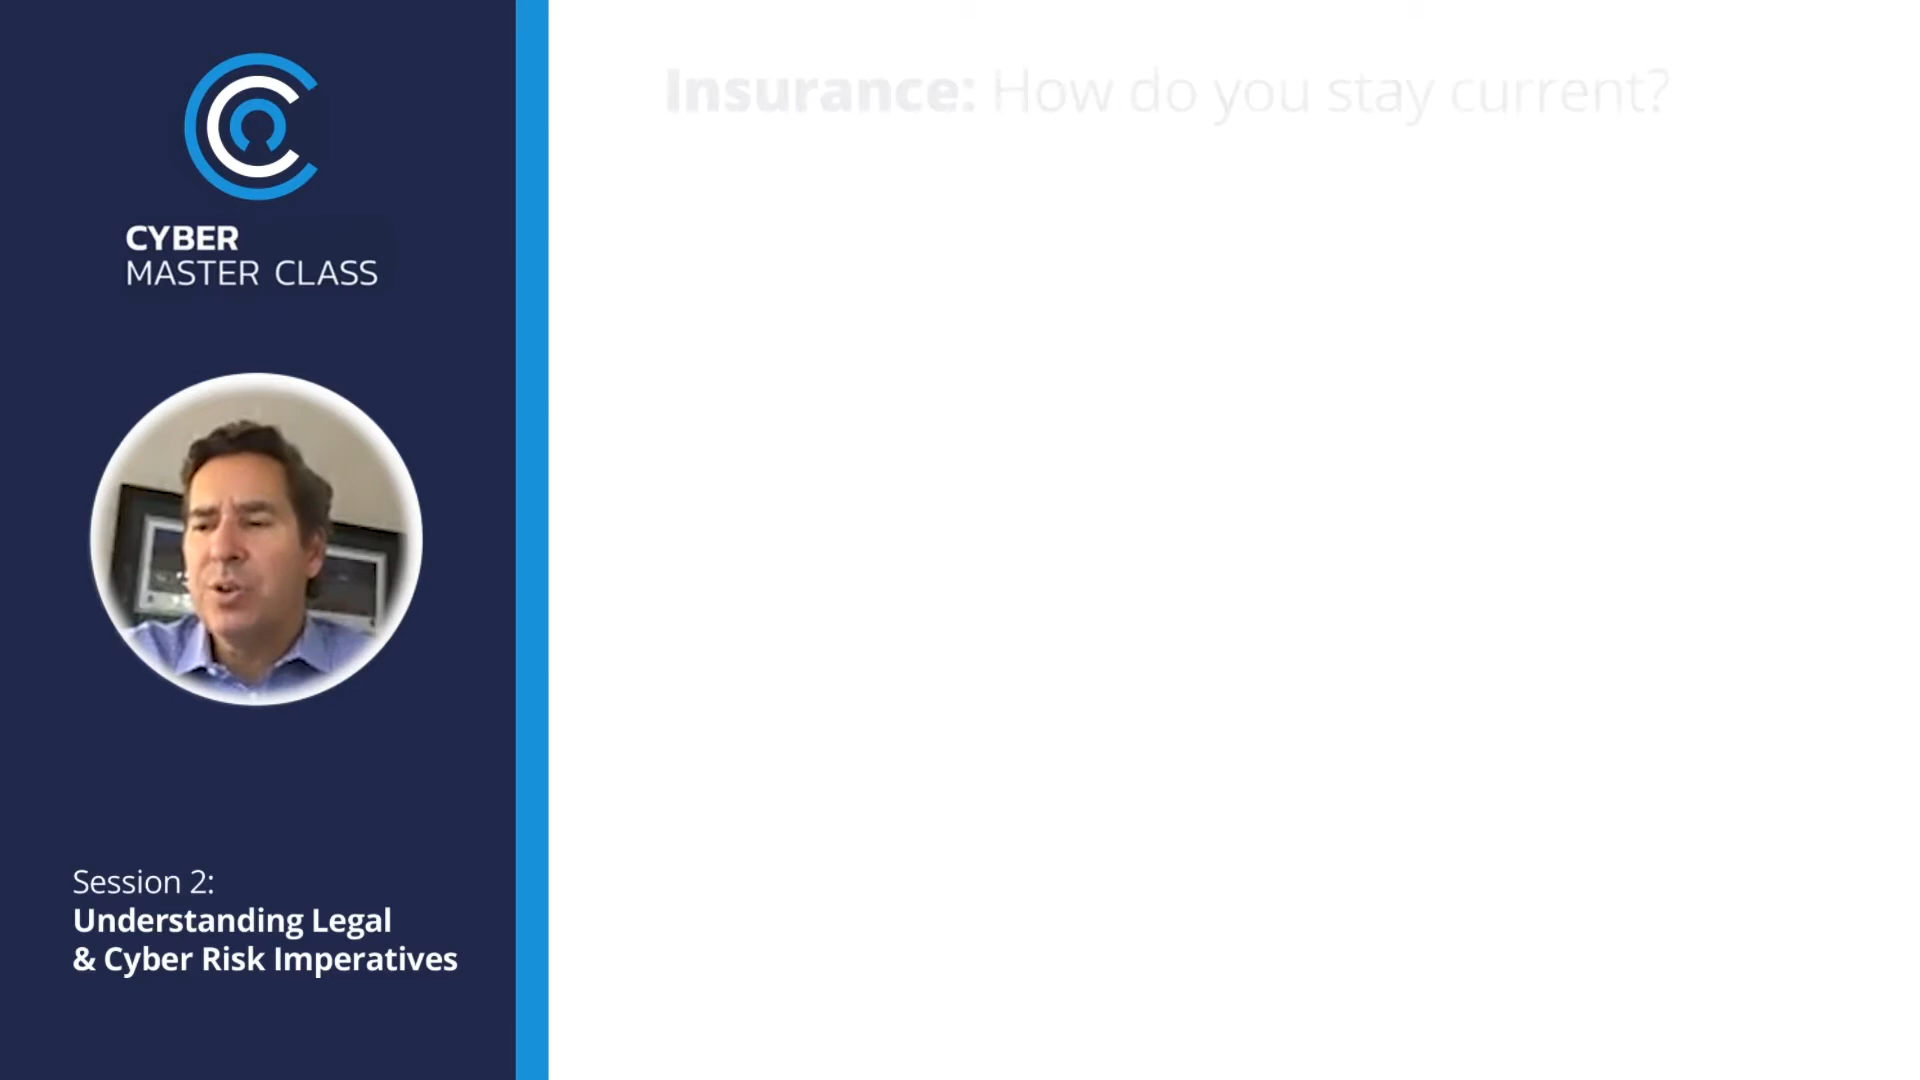 CYBER
MASTER CLASS
Session 2:
Understanding Legal
& Cyber Risk Imperatives
Insurance: How do you stay current?